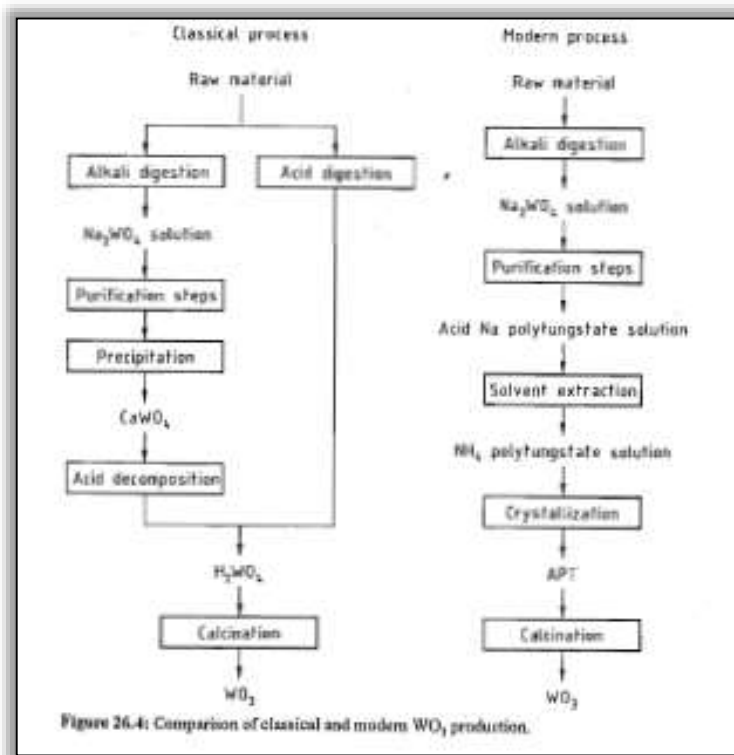 Classical process
Raw material
Alkali digestion
Acid digestion
Na₂WO₄ solution
Purification steps
Precipitation
CaWO₄
Acid decomposition
H₂WO₄
Calcination
WO₃
Modern process
Raw material
Alkali digestion
Na₂WO₄ solution
Purification steps
Acid Na polytungstate solution
Solvent extraction
NH₄ polytungstate solution
Crystallization
APT
Calcination
WO₃
Figure 26.4: Comparison of classical and modern WO₃ production.